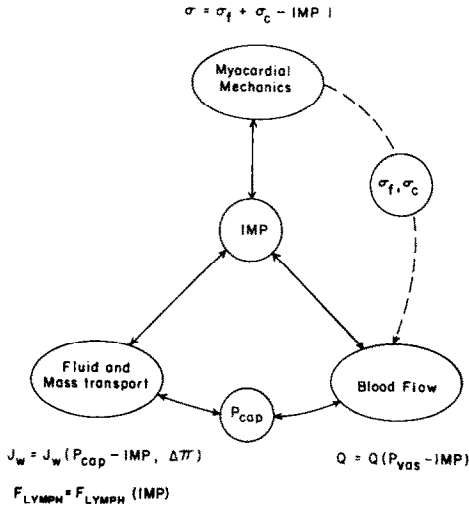 σ = σf + σc − IMP I
Myocardial
Mechanics
σf, σc
IMP
Fluid and
Mass transport
Pcap
Blood Flow
Jw = Jw (Pcap − IMP, Δπ)
Q = Q(Pvas − IMP)
FLYMPH = FLYMPH (IMP)